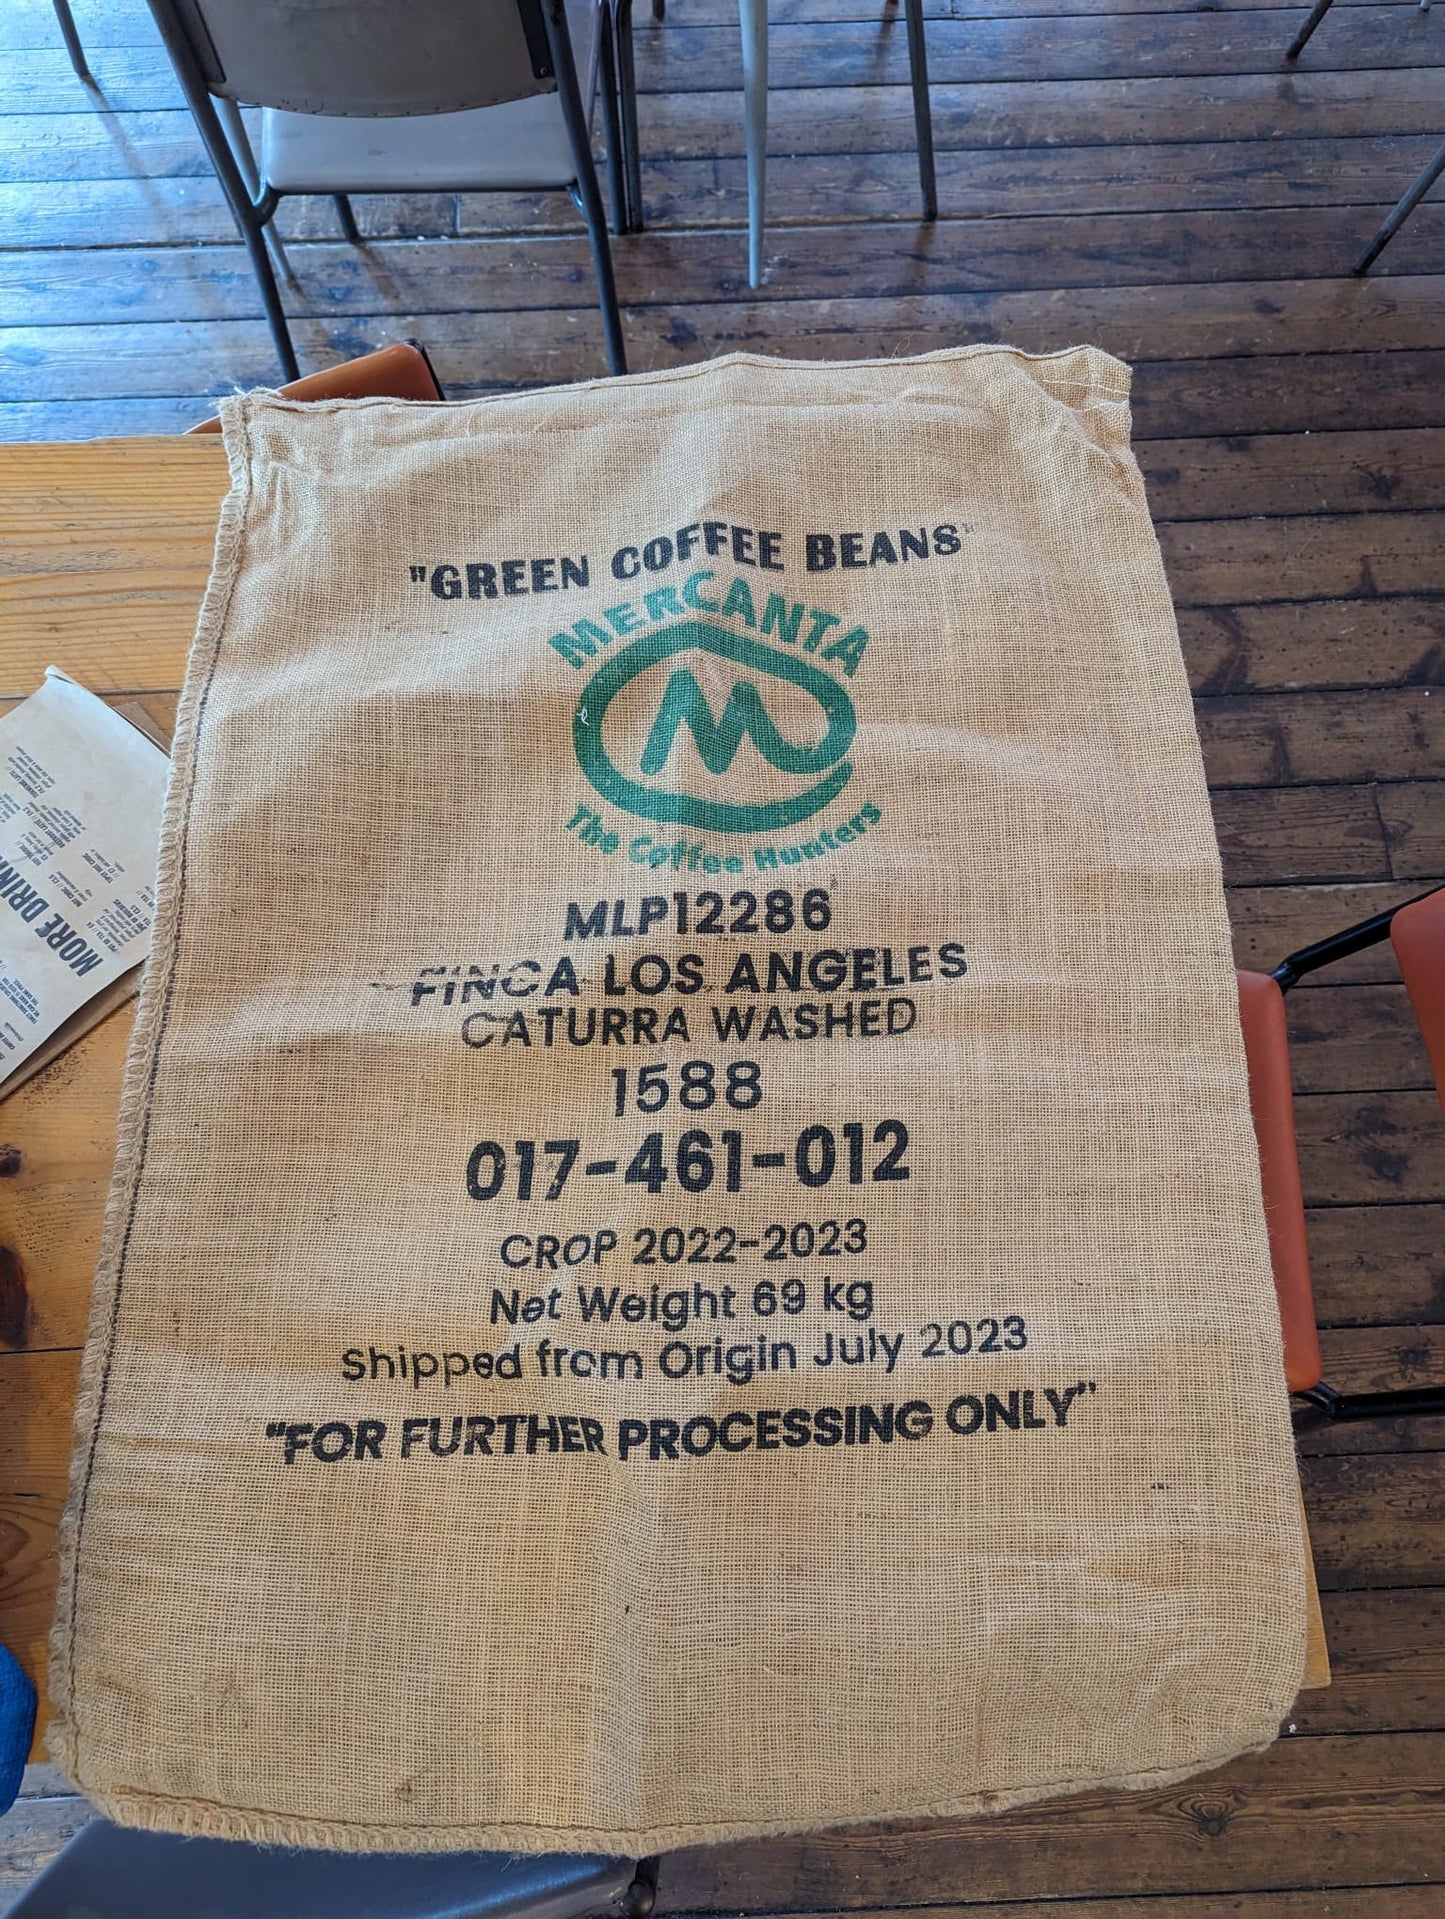 "GREEN COFFEE BEANS"
MERCANTA
M
The Coffee Hunters
MLP12286
FINCA LOS ANGELES
CATURRA WASHED
1588
017-461-012
CROP 2022-2023
Net Weight 69 kg
Shipped from Origin July 2023
"FOR FURTHER PROCESSING ONLY"
MORE DRIN